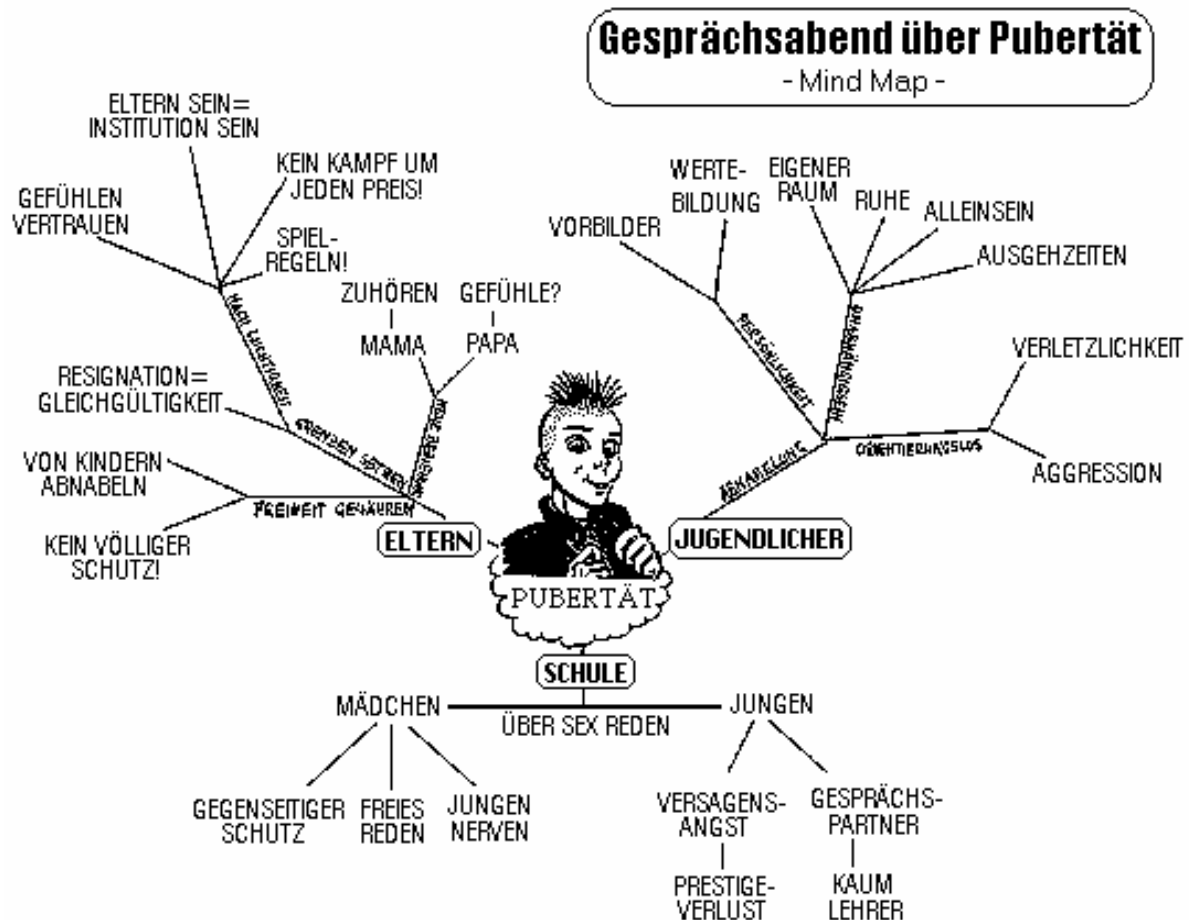 Gesprächsabend über Pubertät
- Mind Map -
ELTERN SEIN=
INSTITUTION SEIN
KEIN KAMPF UM
JEDEN PREIS!
GEFÜHLEN
VERTRAUEN
SPIEL-
REGELN!
ZUHÖREN
GEFÜHLE?
MAMA
PAPA
RESIGNATION=
GLEICHGÜLTIGKEIT
GRENZEN SETZEN
VON KINDERN
ABNABELN
FREIHEIT GEWÄHREN
KEIN VÖLLIGER
SCHUTZ!
ELTERN
WERTE-
BILDUNG
EIGENER
RAUM
RUHE
ALLEINSEIN
VORBILDER
AUSGEHZEITEN
PERSÖNLICHKEIT
VERLETZLICHKEIT
ORIENTIERUNGSLOS
AGGRESSION
ABNABELUNG
JUGENDLICHER
PUBERTÄT
SCHULE
MÄDCHEN
ÜBER SEX REDEN
JUNGEN
GEGENSEITIGER
SCHUTZ
FREIES
REDEN
JUNGEN
NERVEN
VERSAGENS-
ANGST
GESPRÄCHS-
PARTNER
PRESTIGE-
VERLUST
KAUM
LEHRER